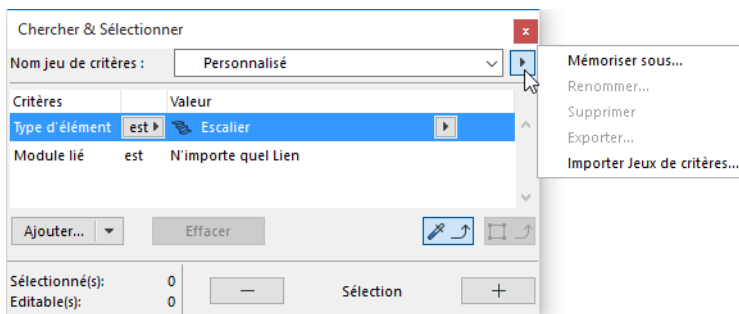 Chercher & Sélectionner
x
Nom jeu de critères :
Personnalisé
Mémoriser sous...
Renommer...
Supprimer
Exporter...
Importer Jeux de critères...
Critères Valeur
Type d'élément est Escalier
Module lié est N'importe quel Lien
Ajouter... Effacer
Sélectionné(s): 0
Editable(s): 0
— Sélection +